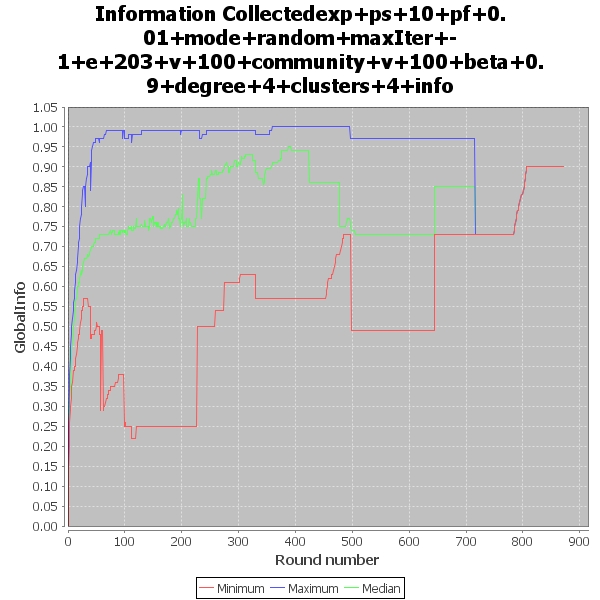 Information Collectedexp+ps+10+pf+0.
01+mode+random+maxIter+-
1+e+203+v+100+community+v+100+beta+0.
9+degree+4+clusters+4+info
1.05
1.00
0.95
0.90
0.85
0.80
0.75
0.70
0.65
0.60
0.55
0.50
0.45
0.40
0.35
0.30
0.25
0.20
0.15
0.10
0.05
0.00
GlobalInfo
0 100 200 300 400 500 600 700 800 900
Round number
Minimum Maximum Median